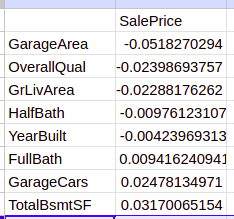 SalePrice
GarageArea -0.0518270294
OverallQual -0.02398693757
GrLivArea -0.02288176262
HalfBath -0.00976123107
YearBuilt -0.00423969313
FullBath 0.009416240941
GarageCars 0.02478134971
TotalBsmtSF 0.03170065154